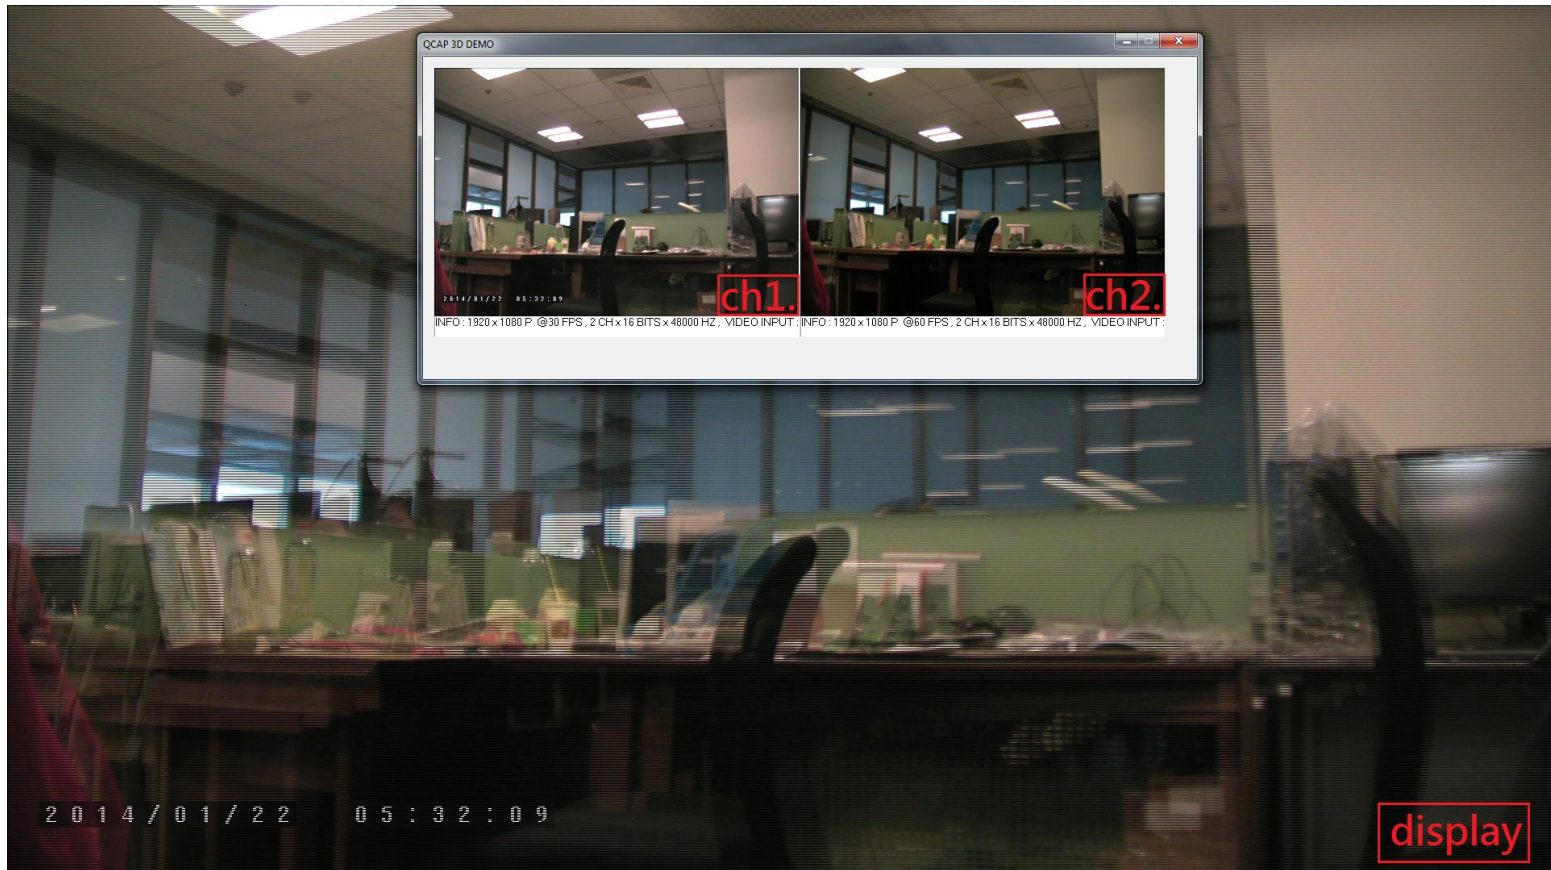 QCAP 3D DEMO
2014/01/22 05:32:09
ch1.
ch2.
INFO : 1920 x 1080 P @30 FPS , 2 CH x 16 BITS x 48000 HZ , VIDEO INPUT :
INFO : 1920 x 1080 P @60 FPS , 2 CH x 16 BITS x 48000 HZ , VIDEO INPUT :
2014/01/22 05:32:09
display